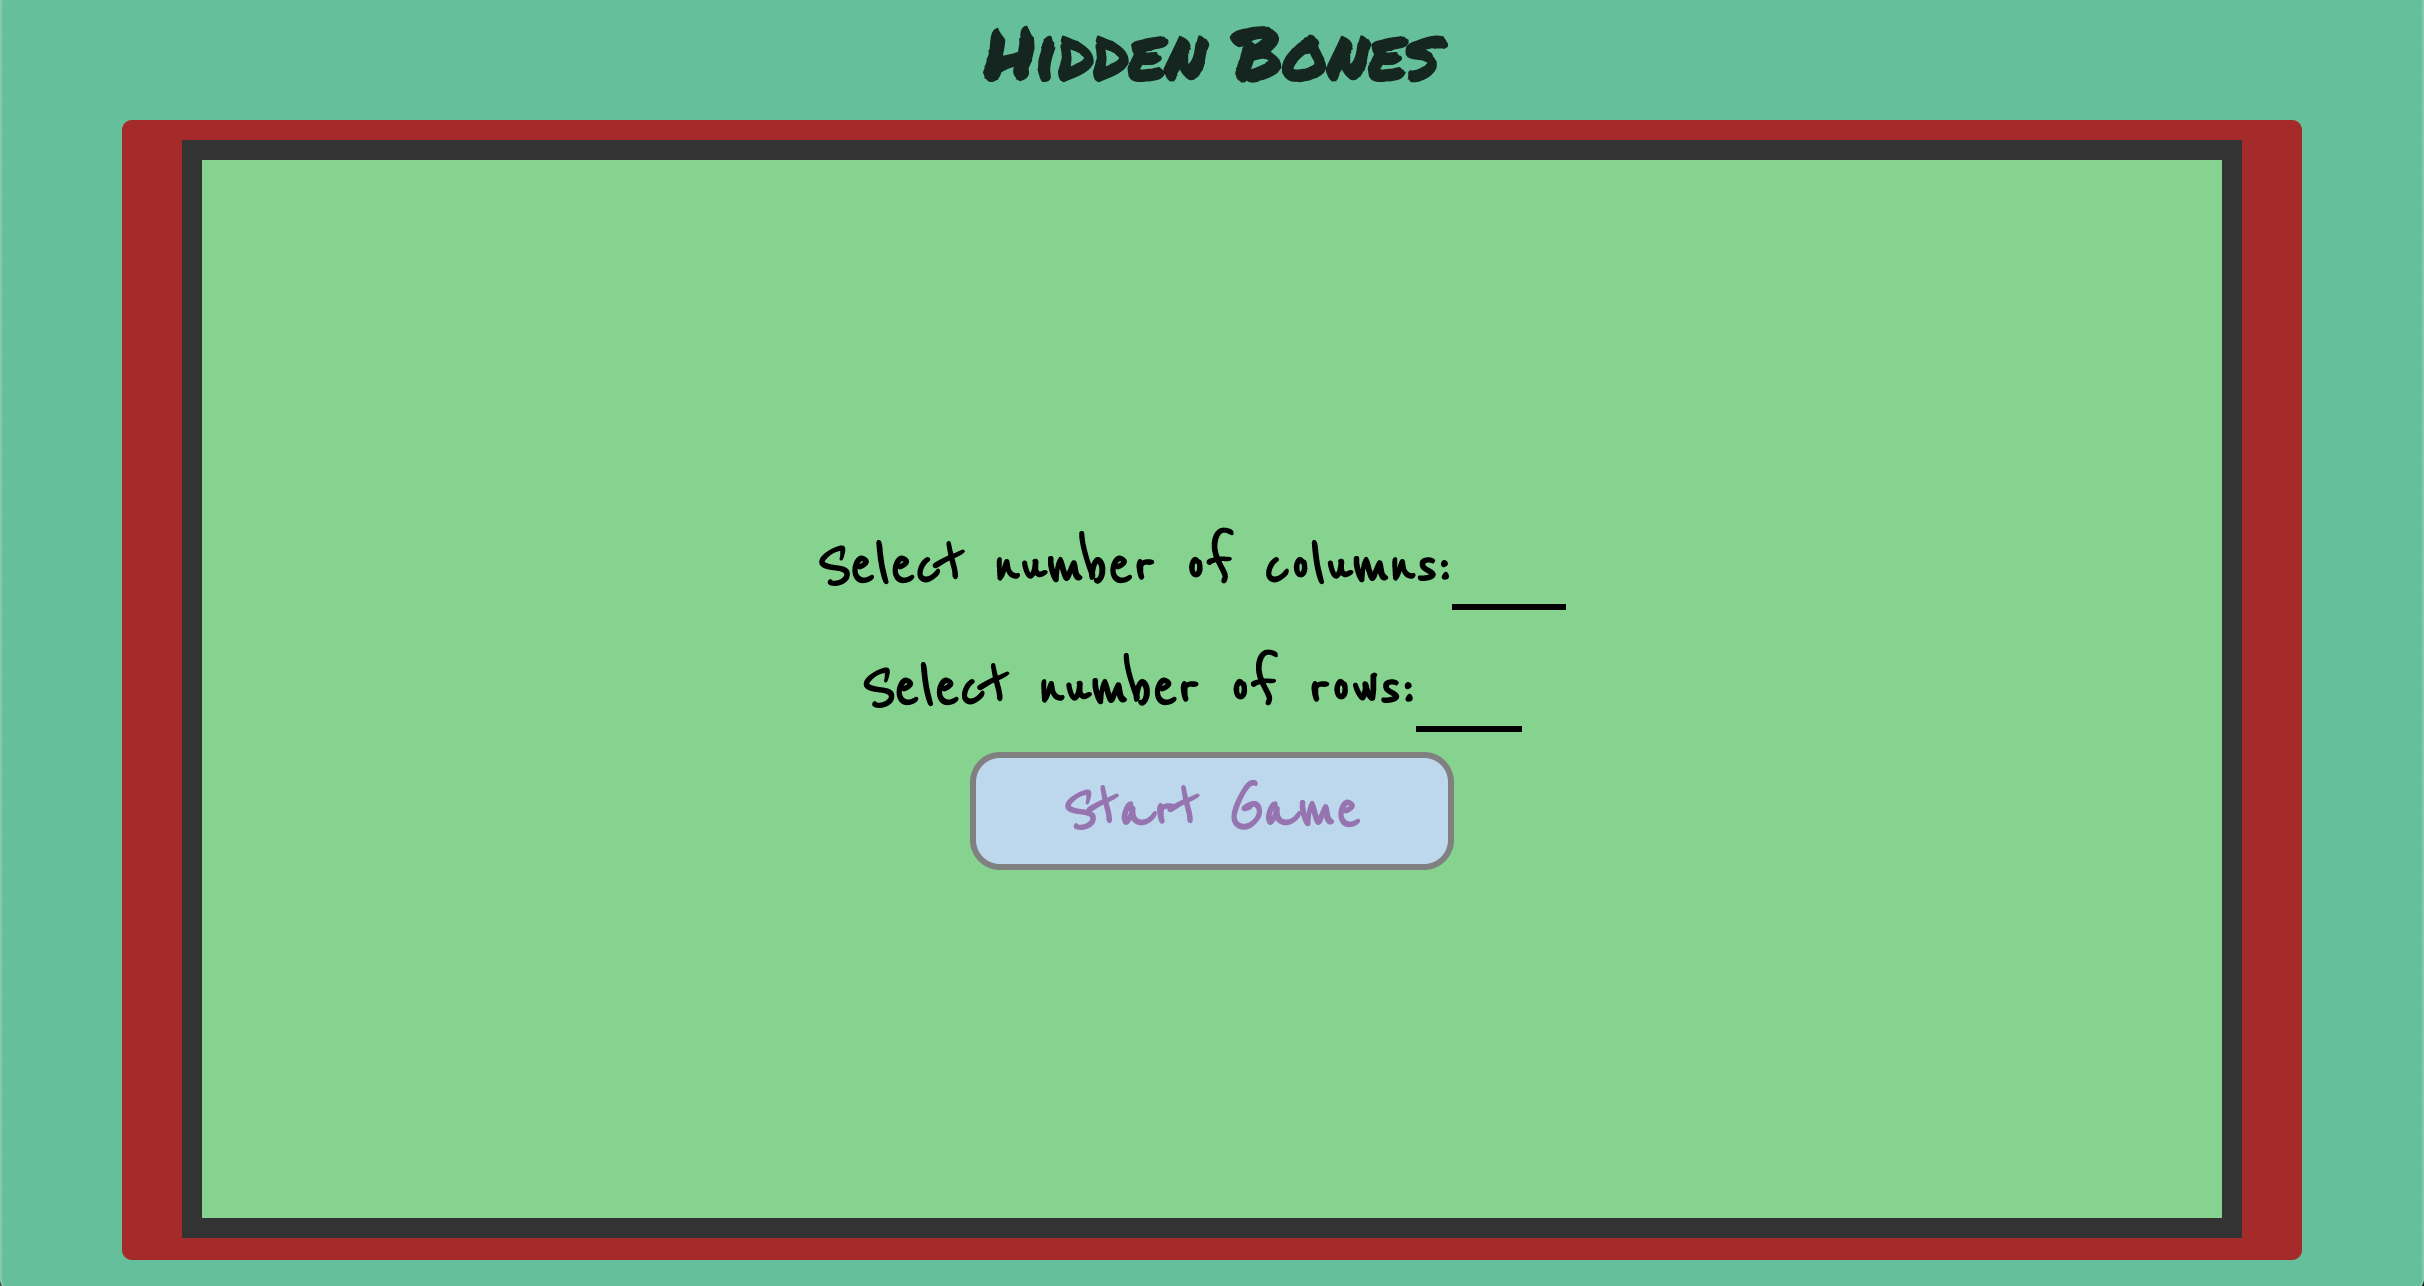 Hidden Bones
Select number of columns:
Select number of rows:
Start Game